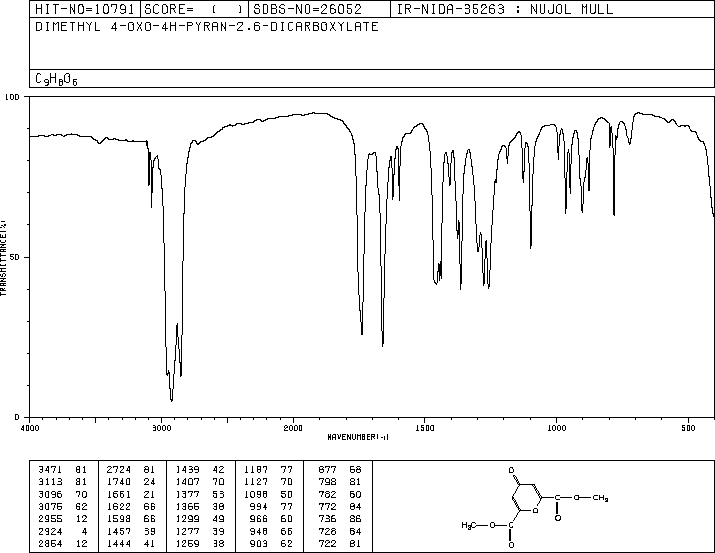 HIT-NO=10791 SCORE= ( ) SDBS-NO=26052 IR-NIDA-35263 : NUJOL MULL
DIMETHYL 4-OXO-4H-PYRAN-2,6-DICARBOXYLATE
C9H8O6
100
50
0
TRANSMITTANCE(%)
4000 3000 2000 1500 1000 500
WAVENUMBER(-1)
3471 81 2724 81 1439 42 1187 77 877 68
3113 81 1740 24 1407 70 1127 70 798 81
3096 70 1661 21 1377 53 1098 50 782 60
3075 62 1622 66 1365 38 994 77 772 84
2955 12 1598 66 1299 49 966 60 736 86
2924 4 1457 39 1277 39 948 66 728 84
2854 12 1444 41 1259 38 903 62 722 81
O
O
O
O-CH3
H3C-O
O